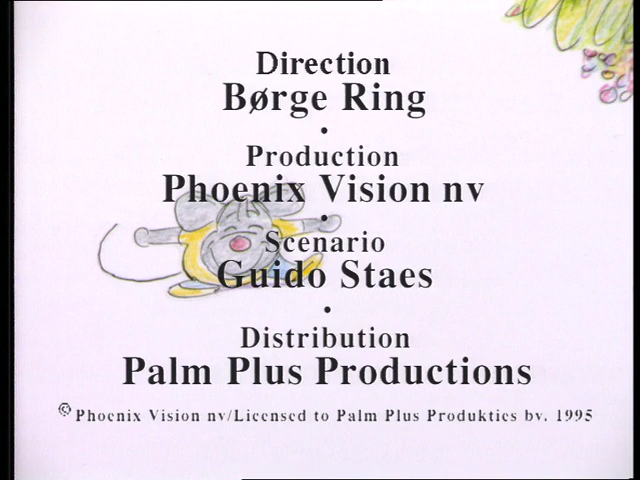 Direction
Børge Ring
•
Production
Phoenix Vision nv
•
Scenario
Guido Staes
•
Distribution
Palm Plus Productions
© Phoenix Vision nv/Licensed to Palm Plus Produkties bv. 1995